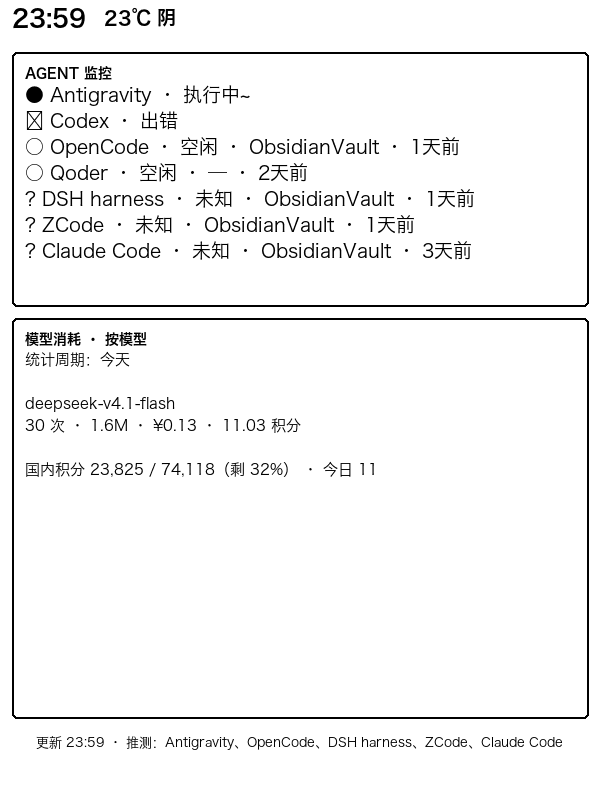 23:59 23℃ 阴
AGENT 监控
● Antigravity · 执行中~
☒ Codex · 出错
○ OpenCode · 空闲 · ObsidianVault · 1天前
○ Qoder · 空闲 · — · 2天前
? DSH harness · 未知 · ObsidianVault · 1天前
? ZCode · 未知 · ObsidianVault · 1天前
? Claude Code · 未知 · ObsidianVault · 3天前
模型消耗 · 按模型
统计周期：今天
deepseek-v4.1-flash
30 次 · 1.6M · ¥0.13 · 11.03 积分
国内积分 23,825 / 74,118（剩 32%） · 今日 11
更新 23:59 · 推测：Antigravity、OpenCode、DSH harness、ZCode、Claude Code